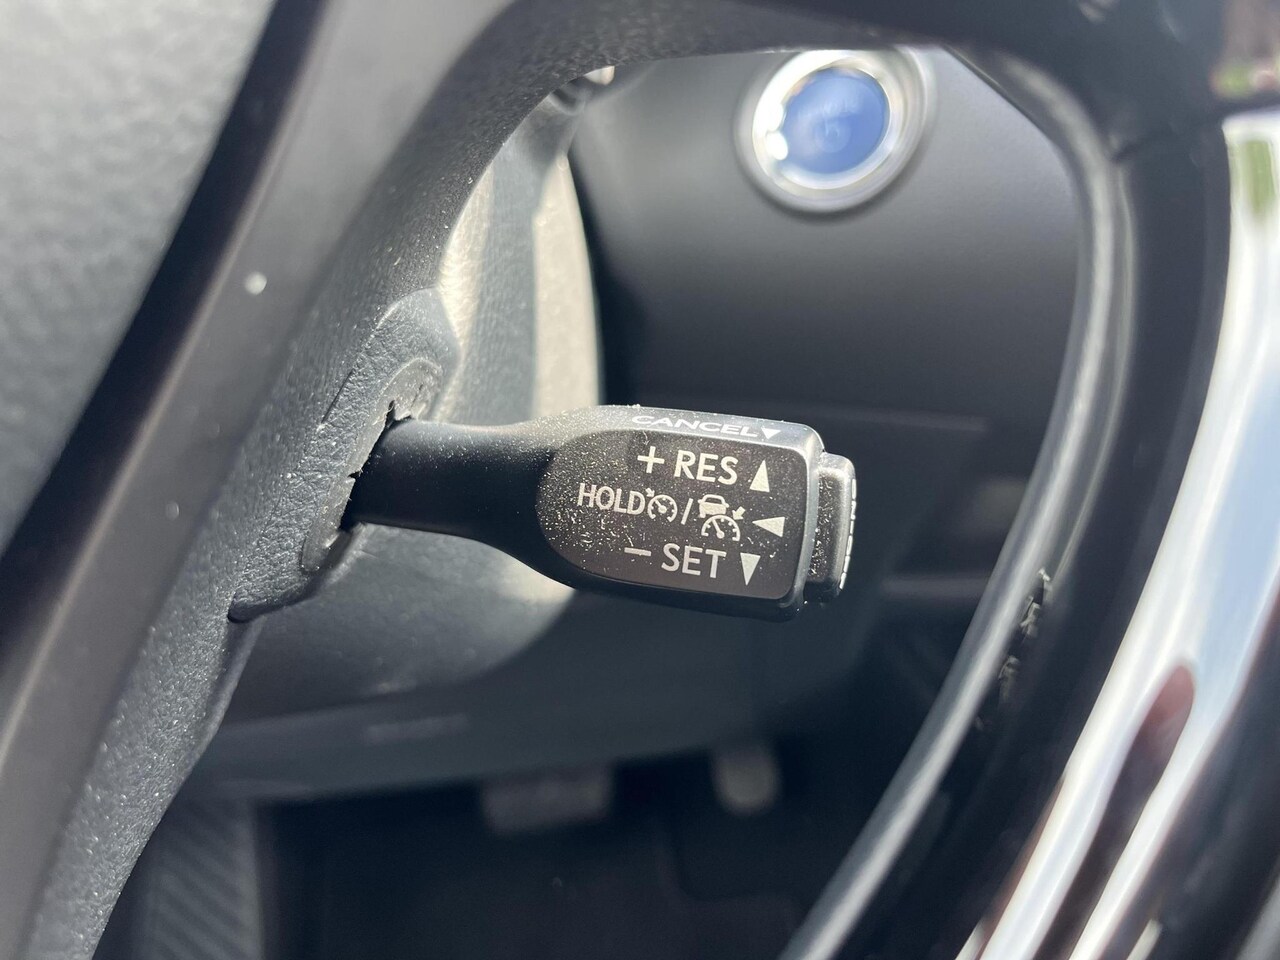 CANCEL▼
+ RES ▲
HOLD / ◀
− SET ▼